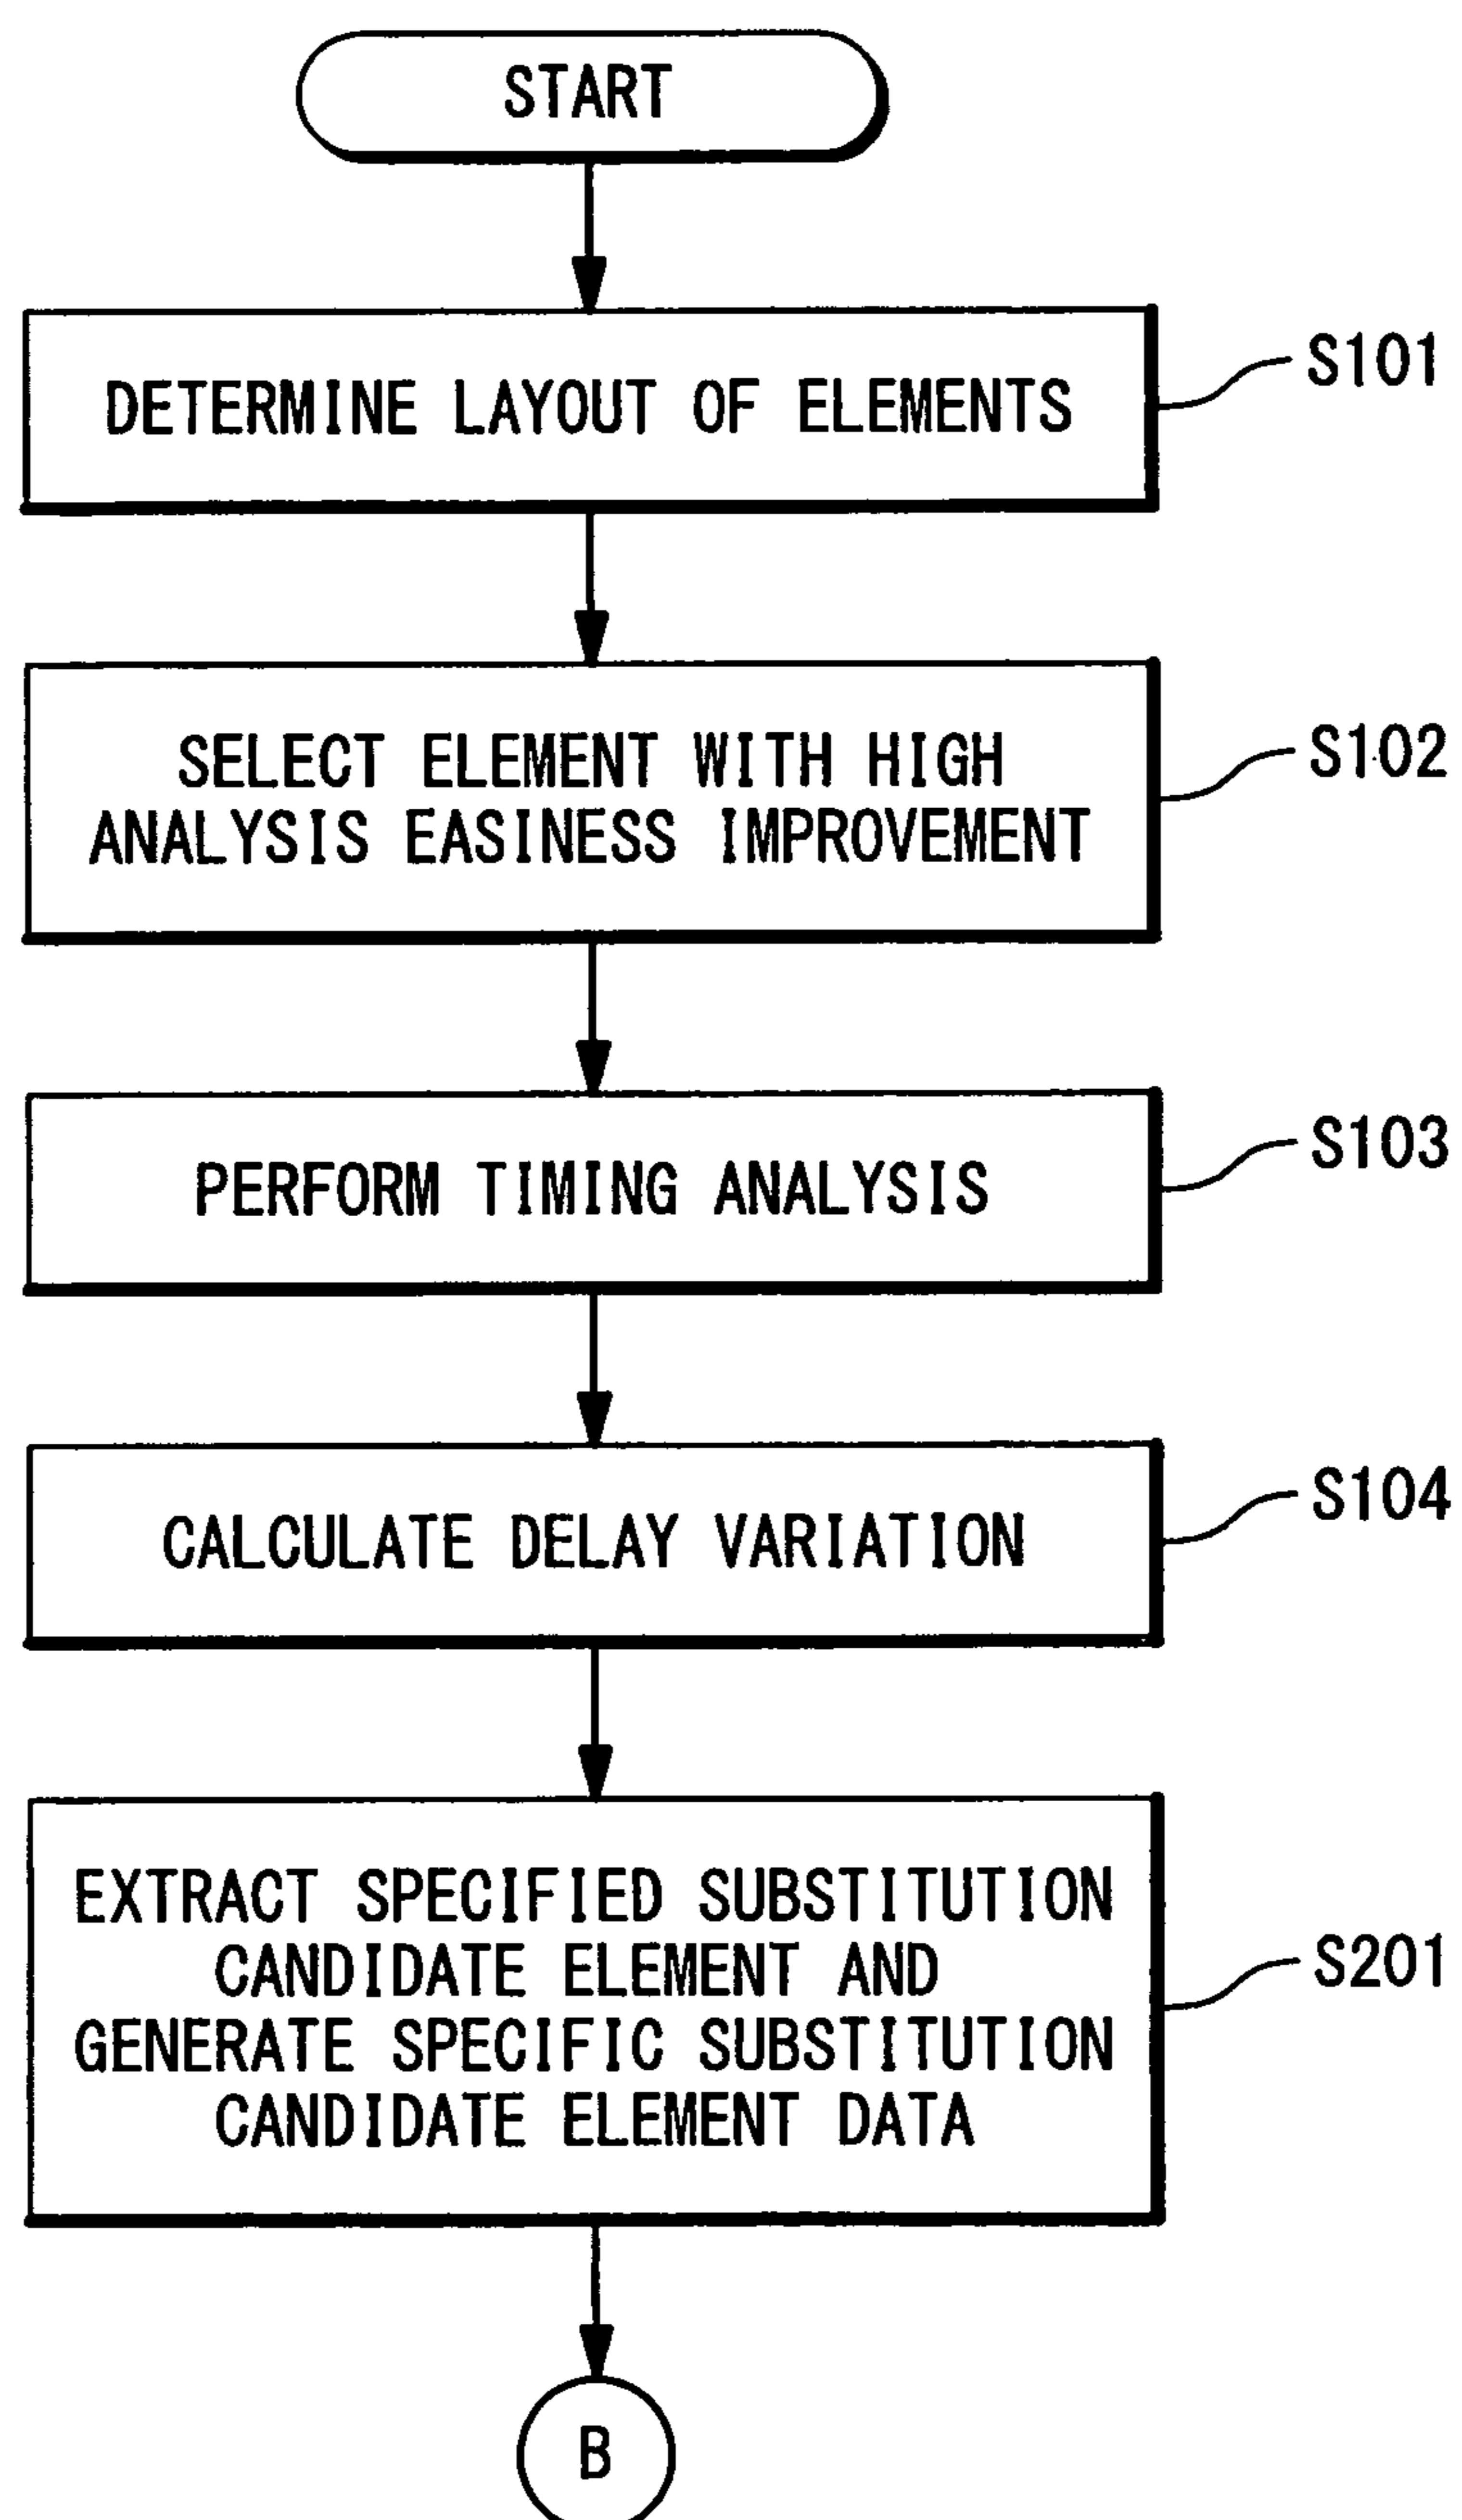 START
DETERMINE LAYOUT OF ELEMENTS
S101
SELECT ELEMENT WITH HIGH
ANALYSIS EASINESS IMPROVEMENT
S102
PERFORM TIMING ANALYSIS
S103
CALCULATE DELAY VARIATION
S104
EXTRACT SPECIFIED SUBSTITUTION
CANDIDATE ELEMENT AND
GENERATE SPECIFIC SUBSTITUTION
CANDIDATE ELEMENT DATA
S201
B